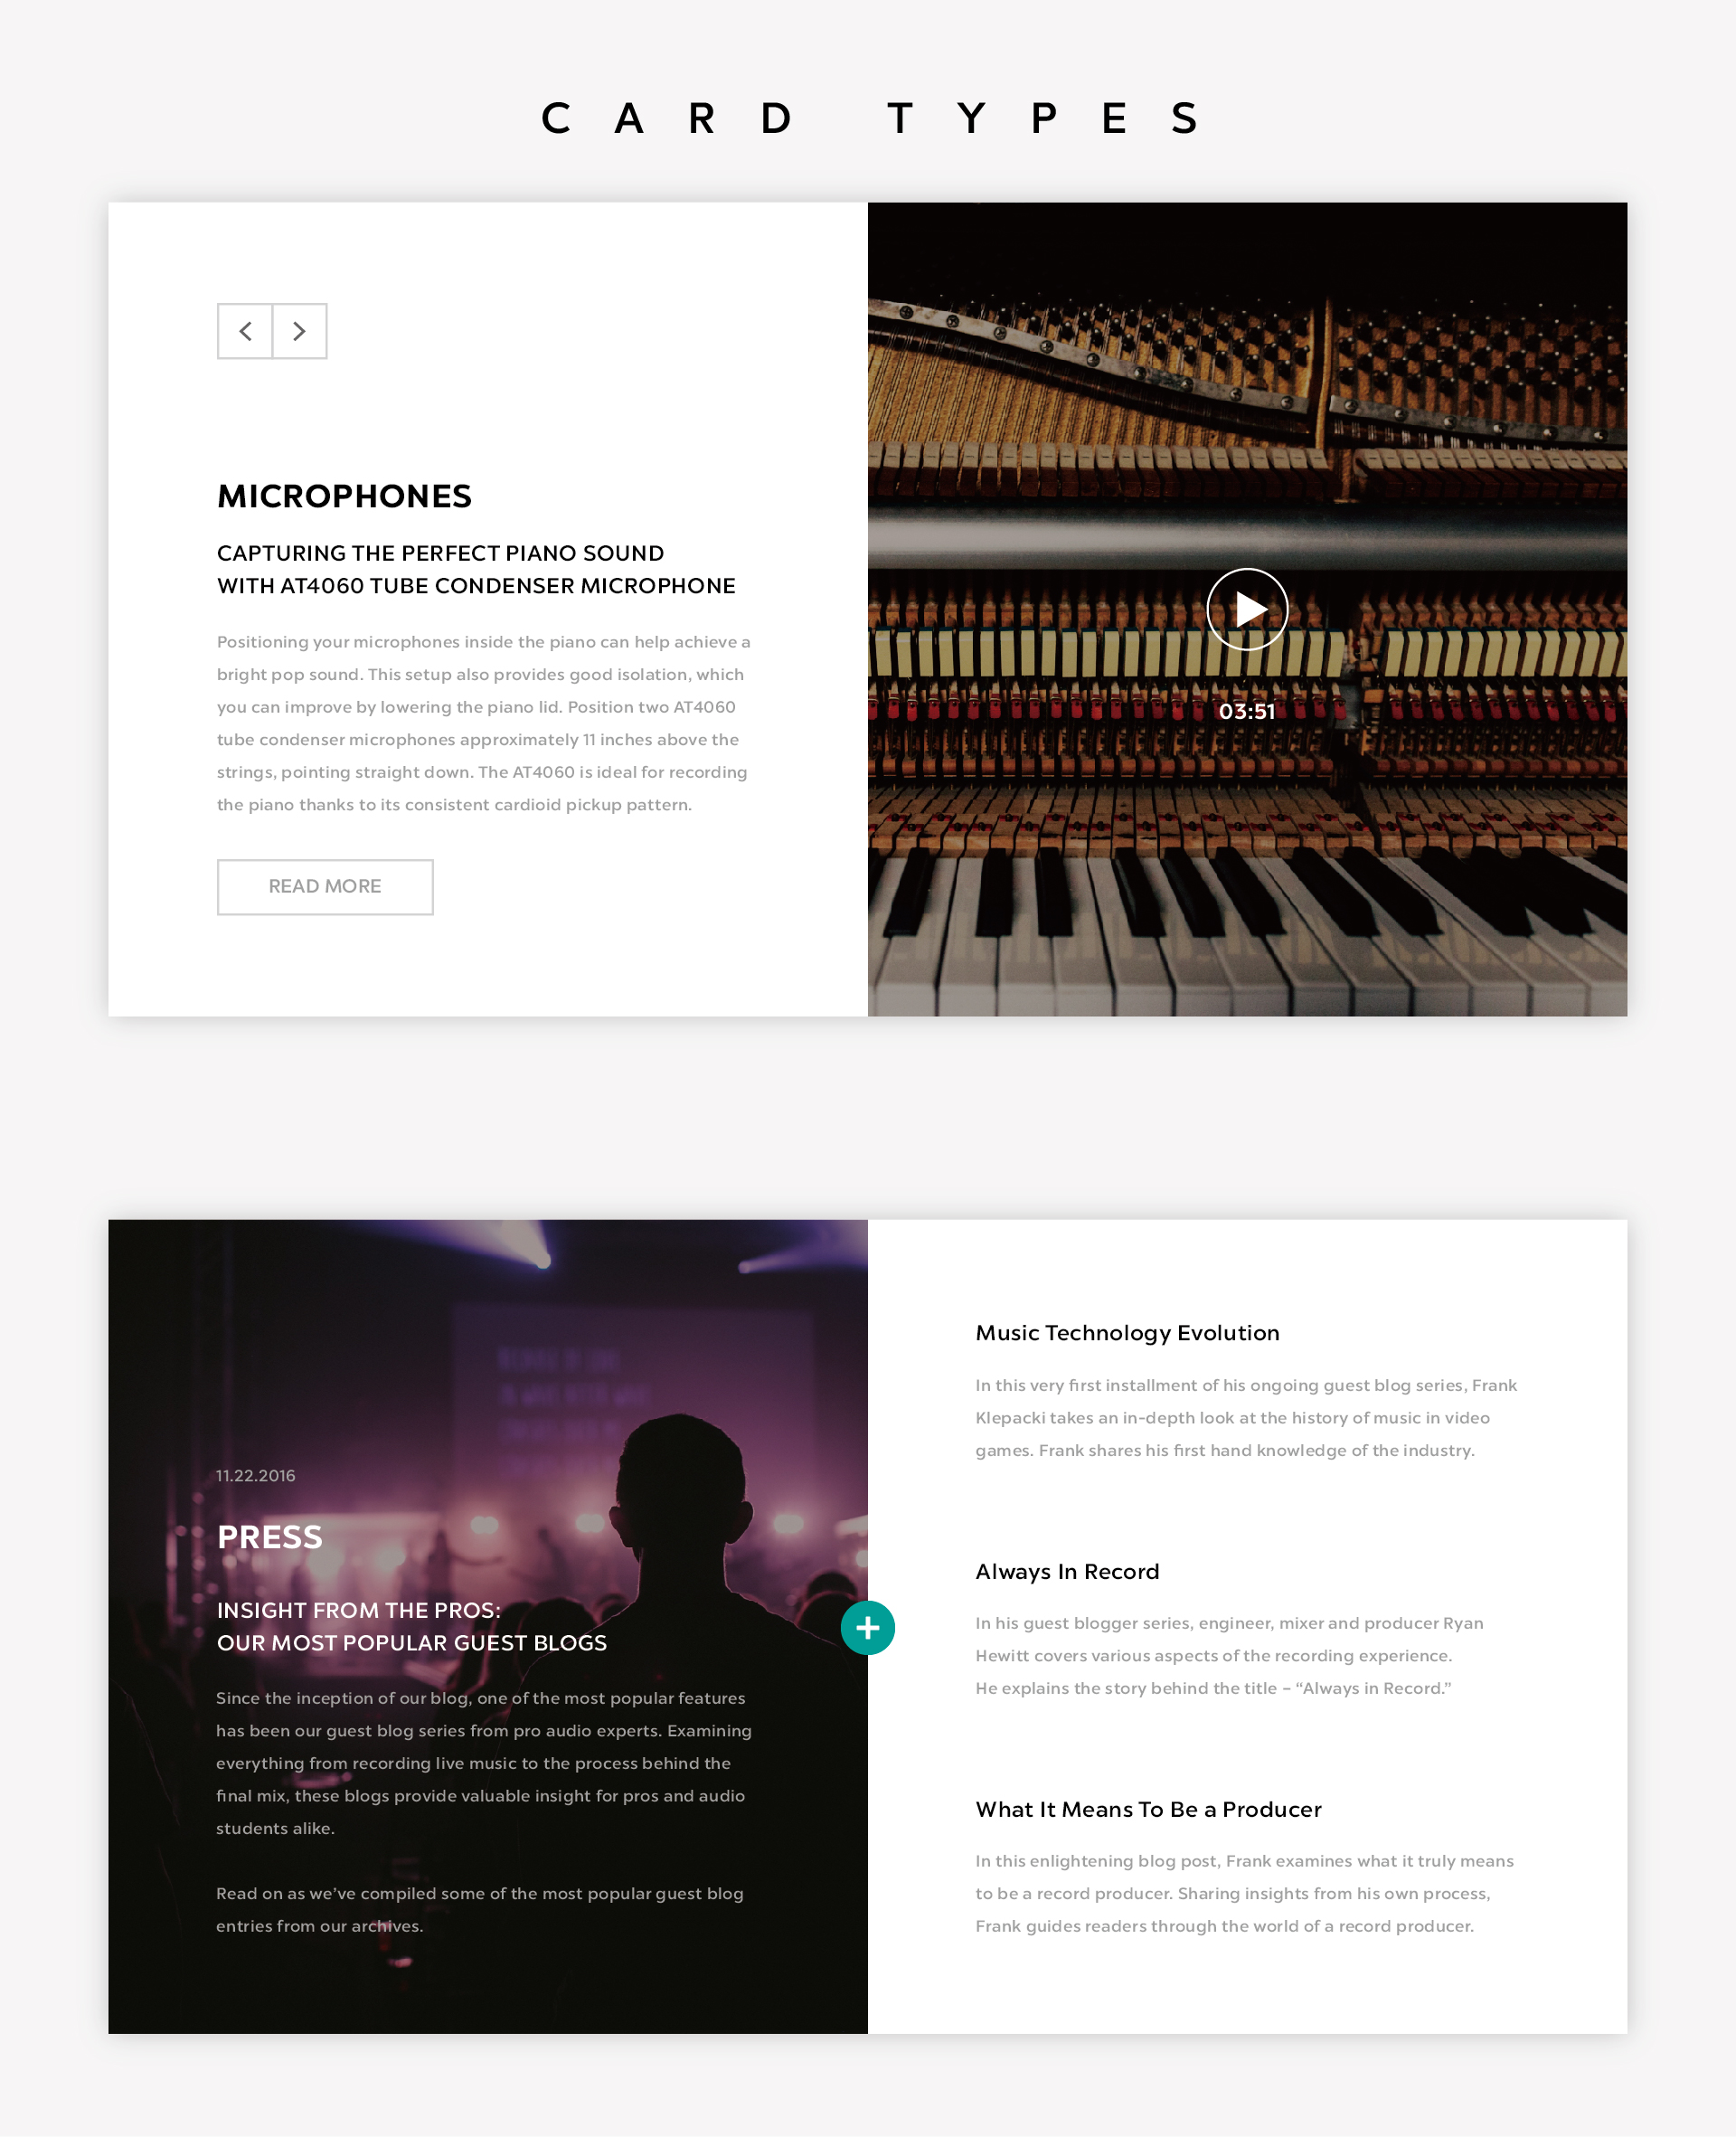 CARD TYPES
MICROPHONES
CAPTURING THE PERFECT PIANO SOUND
WITH AT4060 TUBE CONDENSER MICROPHONE
Positioning your microphones inside the piano can help achieve a
bright pop sound. This setup also provides good isolation, which
you can improve by lowering the piano lid. Position two AT4060
tube condenser microphones approximately 11 inches above the
strings, pointing straight down. The AT4060 is ideal for recording
the piano thanks to its consistent cardioid pickup pattern.
READ MORE
03:51
11.22.2016
PRESS
INSIGHT FROM THE PROS:
OUR MOST POPULAR GUEST BLOGS
Since the inception of our blog, one of the most popular features
has been our guest blog series from pro audio experts. Examining
everything from recording live music to the process behind the
final mix, these blogs provide valuable insight for pros and audio
students alike.
Read on as we’ve compiled some of the most popular guest blog
entries from our archives.
Music Technology Evolution
In this very first installment of his ongoing guest blog series, Frank
Klepacki takes an in-depth look at the history of music in video
games. Frank shares his first hand knowledge of the industry.
Always In Record
In his guest blogger series, engineer, mixer and producer Ryan
Hewitt covers various aspects of the recording experience.
He explains the story behind the title – “Always in Record.”
What It Means To Be a Producer
In this enlightening blog post, Frank examines what it truly means
to be a record producer. Sharing insights from his own process,
Frank guides readers through the world of a record producer.